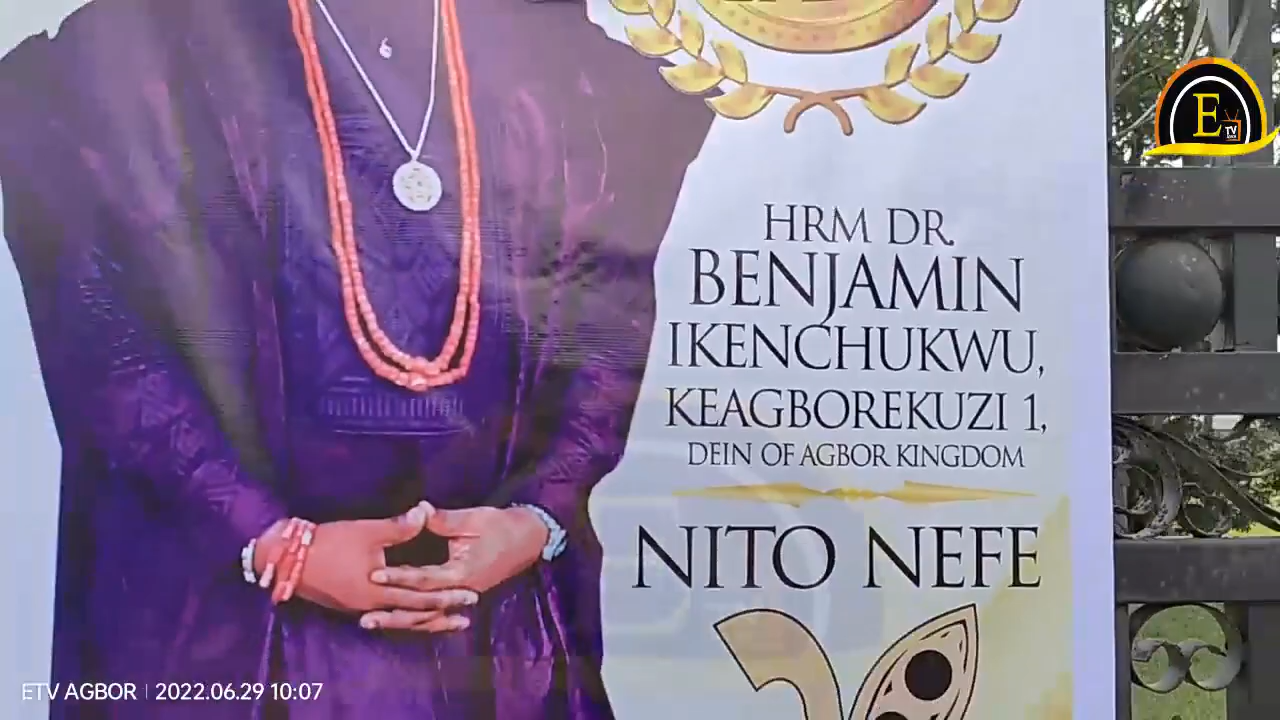 E
TV
HRM DR.
BENJAMIN
IKENCHUKWU,
KEAGBOREKUZI 1,
DEIN OF AGBOR KINGDOM
NITO NEFE
ETV AGBOR | 2022.06.29 10:07